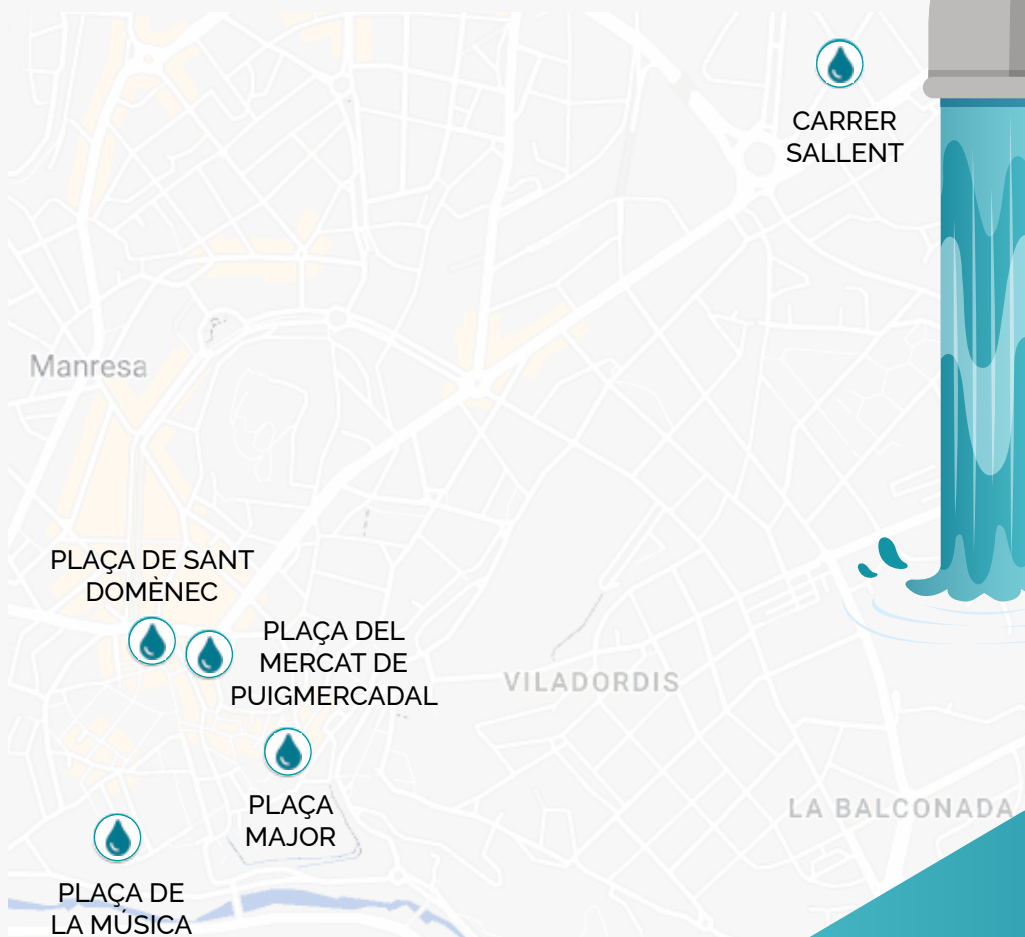 CARRER
SALLENT
Manresa
PLAÇA DE SANT
DOMÈNEC
PLAÇA DEL
MERCAT DE
PUIGMERCADAL
VILADORDIS
PLAÇA
MAJOR
LA BALCONADA
PLAÇA DE
LA MÚSICA